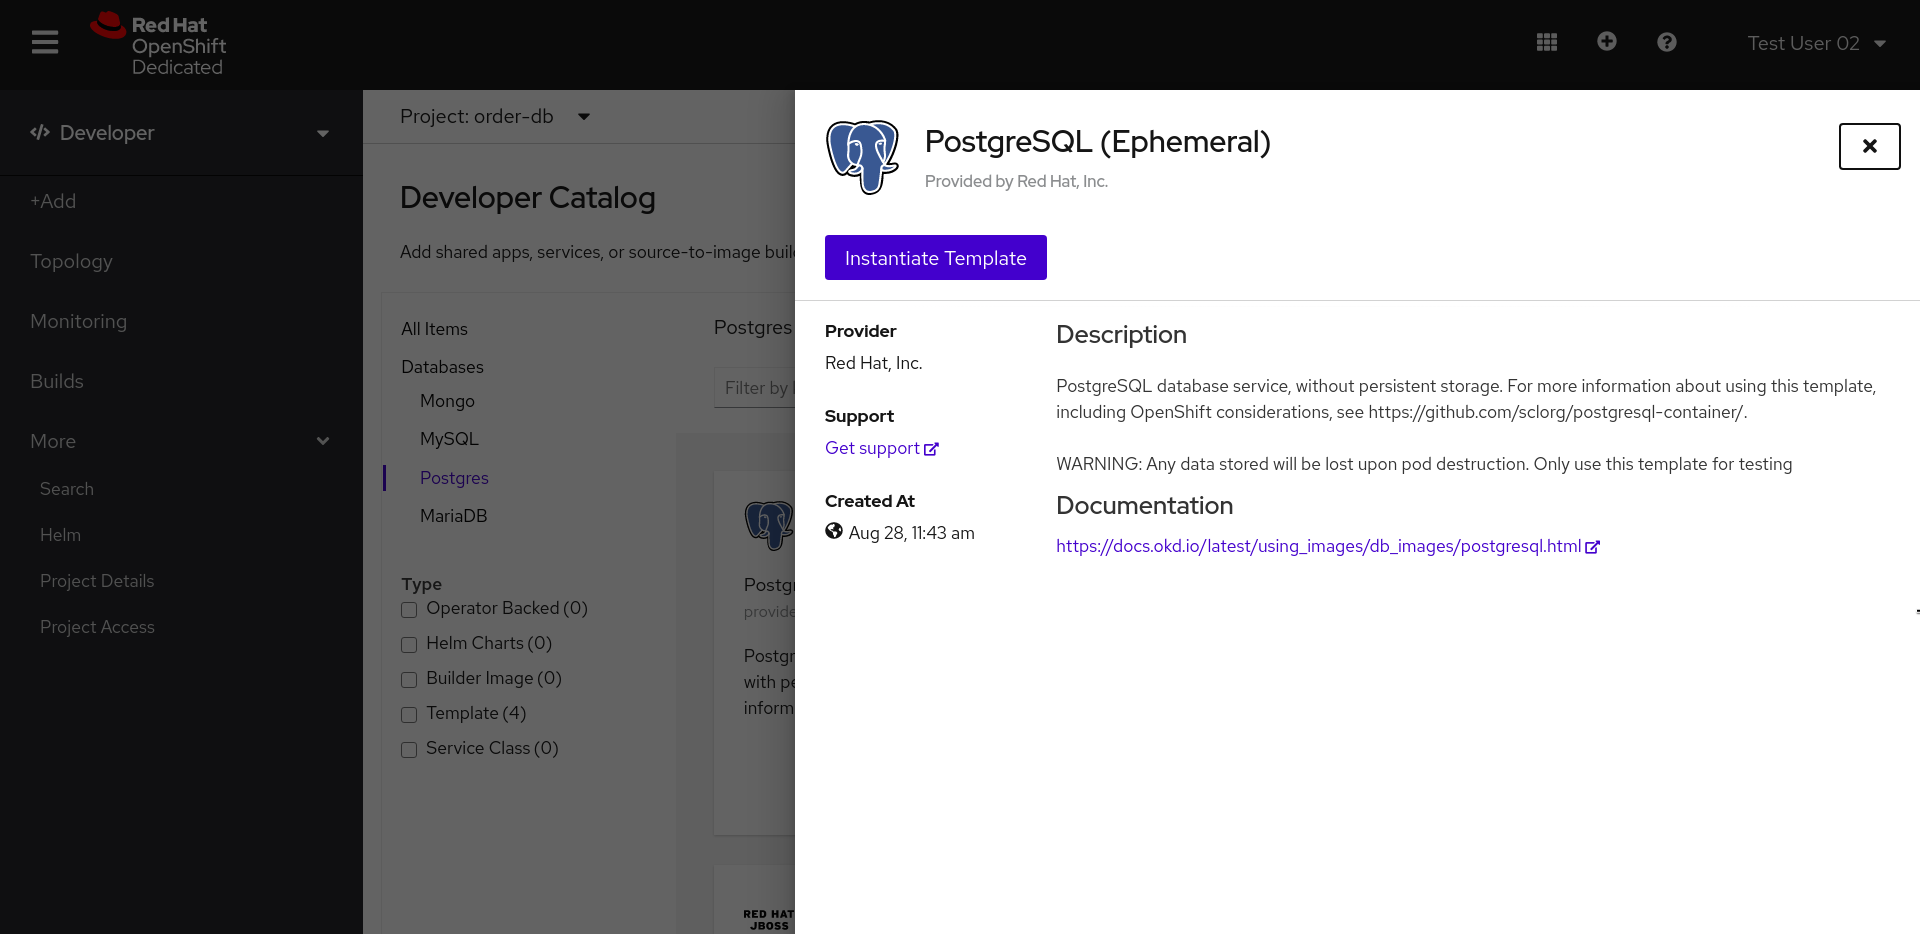 Red Hat
OpenShift
Dedicated
Test User 02
Developer
+Add
Topology
Monitoring
Builds
More
Search
Helm
Project Details
Project Access
Project: order-db
Developer Catalog
Add shared apps, services, or source-to-image
All Items
Databases
Mongo
MySQL
Postgres
MariaDB
Type
Operator Backed (0)
Helm Charts (0)
Builder Image (0)
Template (4)
Service Class (0)
Postgres
Filter by
with
RED HAT
JBOSS
PostgreSQL (Ephemeral)
Provided by Red Hat, Inc.
Instantiate Template
Provider
Red Hat, Inc.
Support
Get support
Created At
Aug 28, 11:43 am
Description
PostgreSQL database service, without persistent storage. For more information about using this template,
including OpenShift considerations, see https://github.com/sclorg/postgresql-container/.
WARNING: Any data stored will be lost upon pod destruction. Only use this template for testing
Documentation
https://docs.okd.io/latest/using_images/db_images/postgresql.html